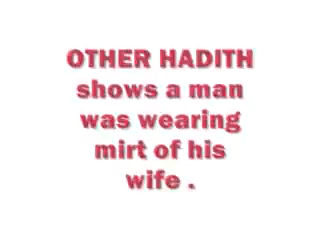 OTHER HADITH
shows a man
was wearing
mirt of his
wife .